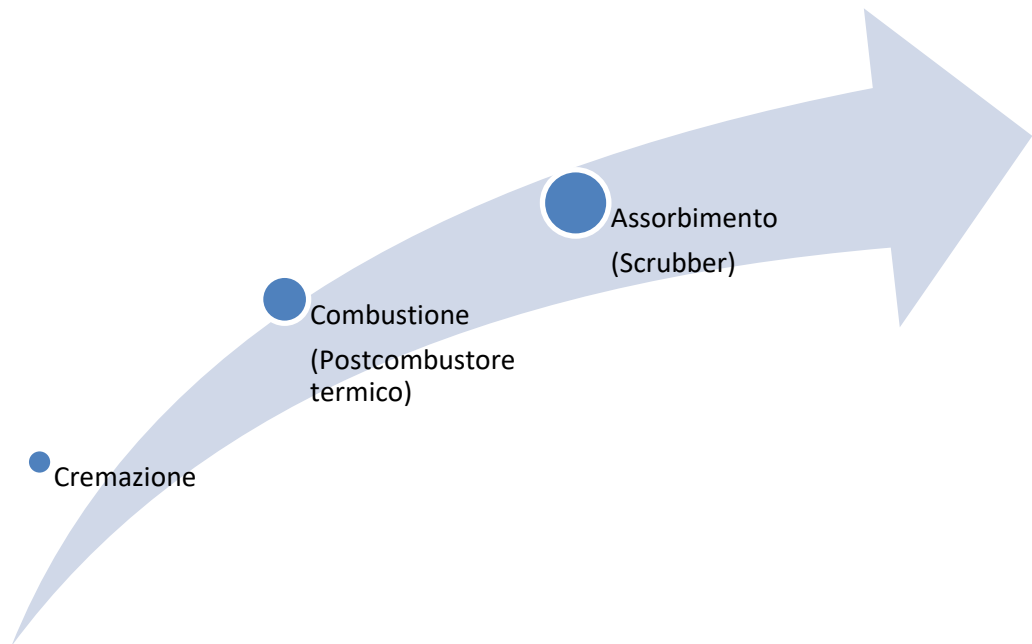 Cremazione
Combustione
(Postcombustore
termico)
Assorbimento
(Scrubber)